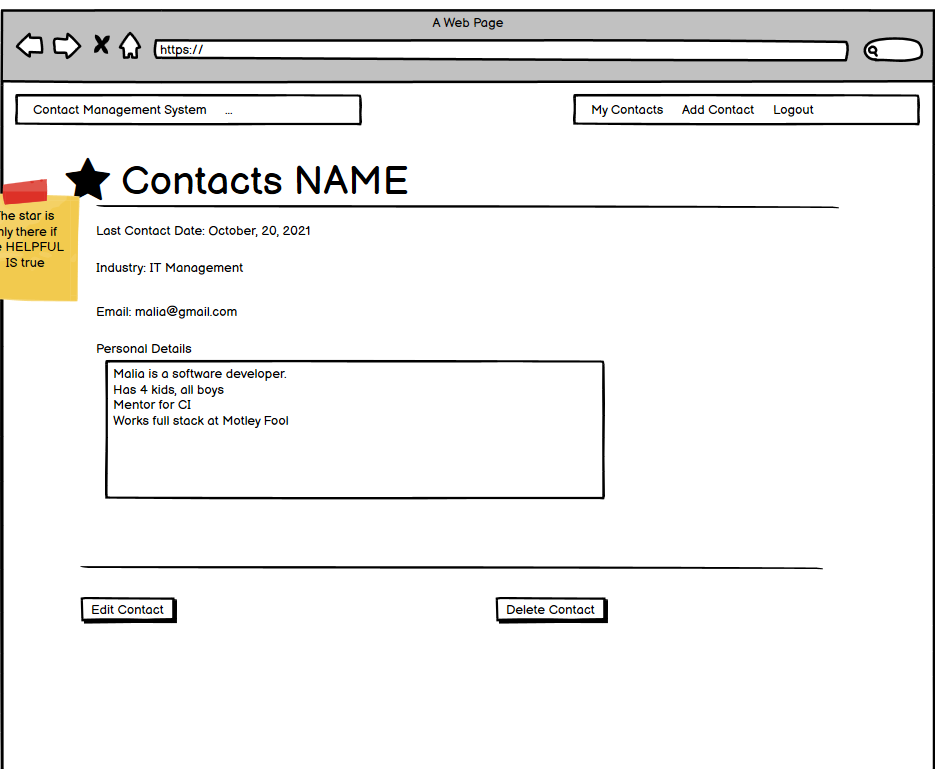 A Web Page
https://
Contact Management System ...
My Contacts Add Contact Logout
Contacts NAME
star is
there if
HELPFUL
IS true
Last Contact Date: October, 20, 2021
Industry: IT Management
Email: malia@gmail.com
Personal Details
Malia is a software developer.
Has 4 kids, all boys
Mentor for CI
Works full stack at Motley Fool
Edit Contact
Delete Contact